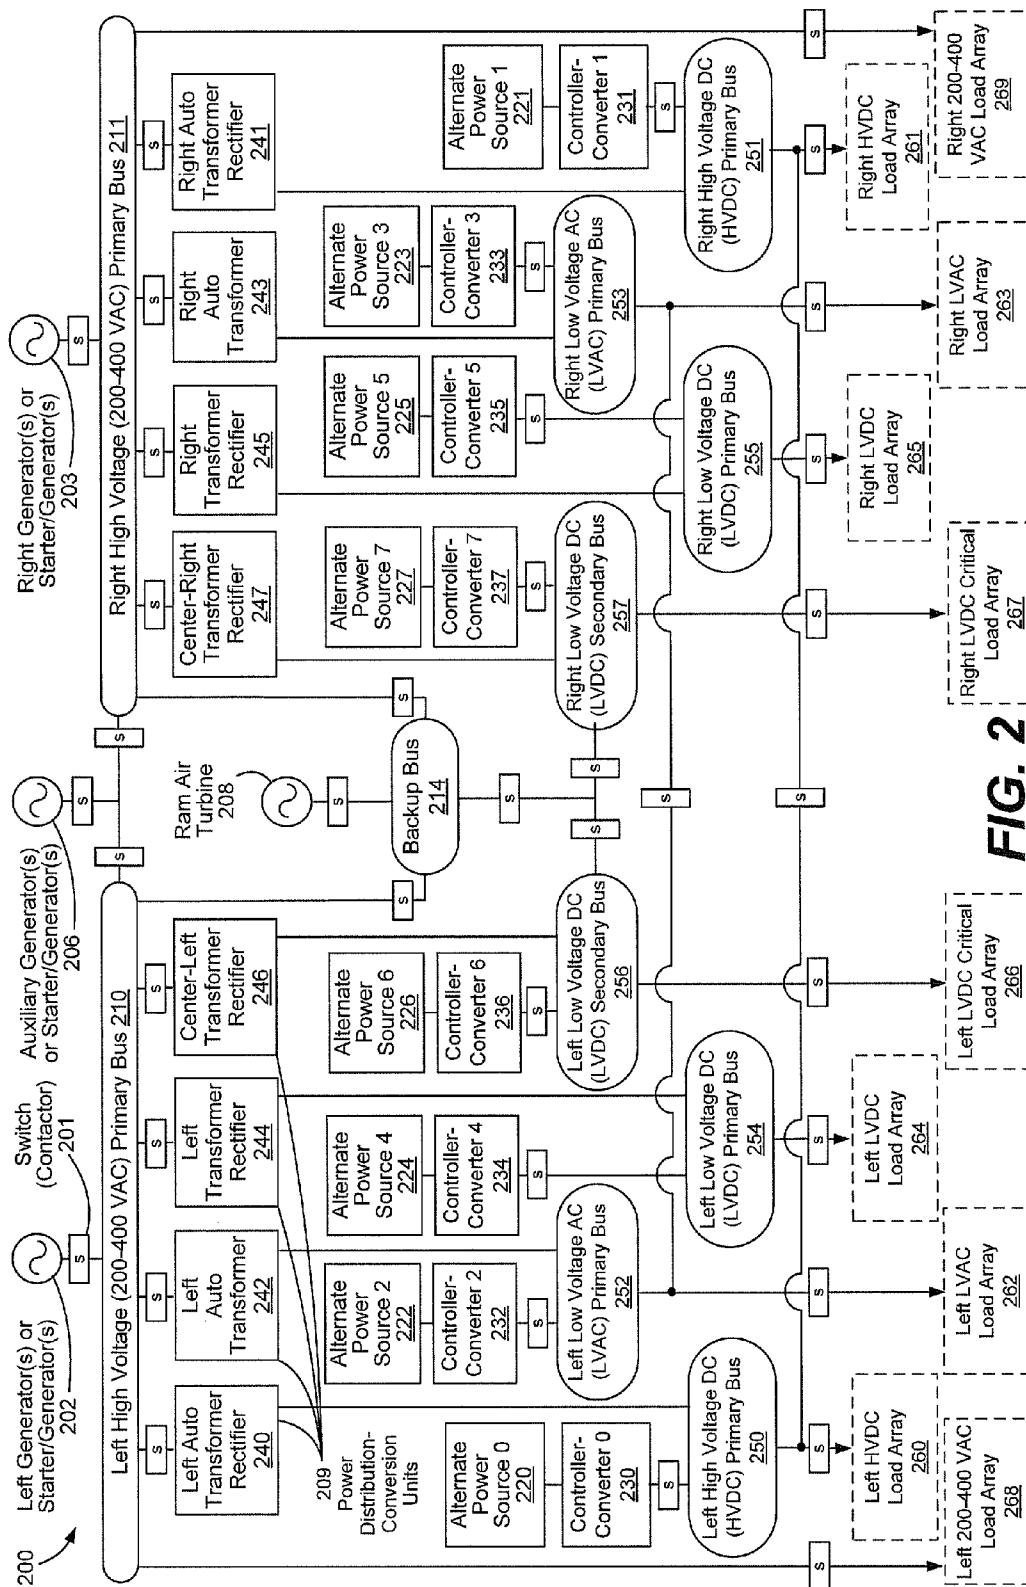 200
Left Generator(s) or
Starter/Generator(s)
202
Switch
(Contactor)
201
Auxiliary Generator(s)
or Starter/Generator(s)
206
Right Generator(s) or
Starter/Generator(s)
203
s
s
s
s
s
Left High Voltage (200-400 VAC) Primary Bus 210
Right High Voltage (200-400 VAC) Primary Bus 211
s
s
s
s
s
s
s
s
Left Auto
Transformer
Rectifier
240
Left
Auto
Transformer
242
Left
Transformer
Rectifier
244
Center-Left
Transformer
Rectifier
246
Ram Air
Turbine
208
Center-Right
Transformer
Rectifier
247
Right
Transformer
Rectifier
245
Right
Auto
Transformer
243
Right Auto
Transformer
Rectifier
241
209
Power
Distribution-
Conversion
Units
s
s
s
Backup Bus
214
s
Alternate
Power
Source 2
222
Alternate
Power
Source 4
224
Alternate
Power
Source 6
226
Alternate
Power
Source 7
227
Alternate
Power
Source 5
225
Alternate
Power
Source 3
223
Controller-
Converter 2
232
Controller-
Converter 4
234
Controller-
Converter 6
236
Controller-
Converter 7
237
Controller-
Converter 5
235
Controller-
Converter 3
233
Alternate
Power
Source 0
220
Alternate
Power
Source 1
221
s
s
s
s
s
s
Controller-
Converter 0
230
Controller-
Converter 1
231
s
s
Left Low Voltage AC
(LVAC) Primary Bus
252
Left Low Voltage DC
(LVDC) Secondary Bus
256
s
s
Right Low Voltage DC
(LVDC) Secondary Bus
257
Right Low Voltage AC
(LVAC) Primary Bus
253
Left High Voltage DC
(HVDC) Primary Bus
250
Left Low Voltage DC
(LVDC) Primary Bus
254
Right Low Voltage DC
(LVDC) Primary Bus
255
Right High Voltage DC
(HVDC) Primary Bus
251
s
s
s
s
s
s
s
s
s
s
s
s
Left HVDC
Load Array
260
Left LVDC
Load Array
264
Right LVDC
Load Array
265
Right HVDC
Load Array
261
Left 200-400 VAC
Load Array
268
Left LVAC
Load Array
262
Left LVDC Critical
Load Array
266
Right LVDC Critical
Load Array
267
Right LVAC
Load Array
263
Right 200-400
VAC Load Array
269
FIG. 2